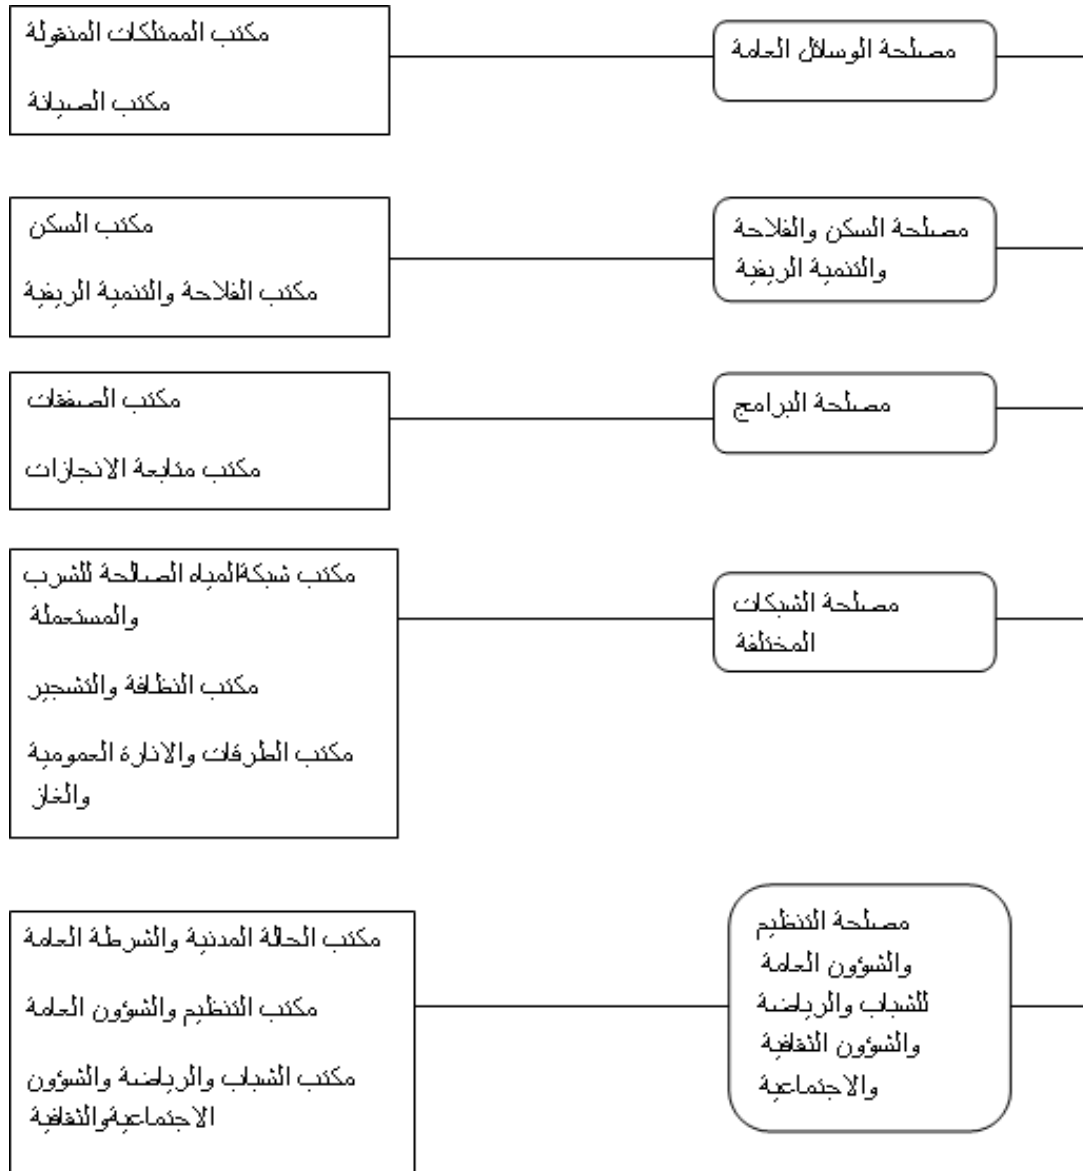 مصلحة الوسائل العامة
مكتب الممتلكات المنقولة
مكتب الصيانة
مصلحة السكن والفلاحة
والتنمية الريفية
مكتب السكن
مكتب الفلاحة والتنمية الريفية
مصلحة البرامج
مكتب الصفقات
مكتب متابعة الانجازات
مصلحة الشبكات
المختلفة
مكتب شبكةالمياه الصالحة للشرب
والمستعملة
مكتب النظافة والتشجير
مكتب الطرقات والانارة العمومية
والغاز
مصلحة التنظيم
والشؤون العامة
للشباب والرياضة
والشؤون الثقافية
والاجتماعية
مكتب الحالة المدنية والشرطة العامة
مكتب التنظيم والشؤون العامة
مكتب الشباب والرياضة والشؤون
الاجتماعيةوالثقافية